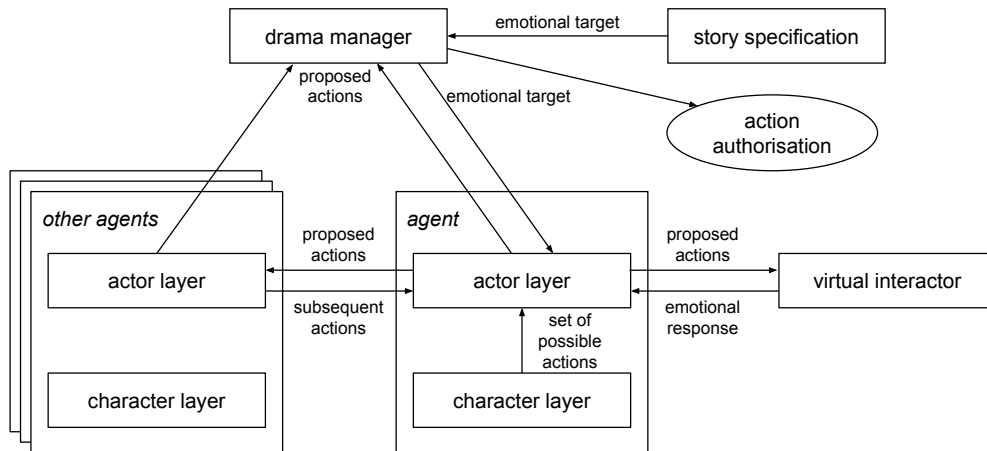 emotional target
drama manager
story specification
proposed
actions
emotional target
action
authorisation
other agents
agent
proposed
actions
proposed
actions
actor layer
actor layer
virtual interactor
subsequent
actions
set of
possible
actions
emotional
response
character layer
character layer